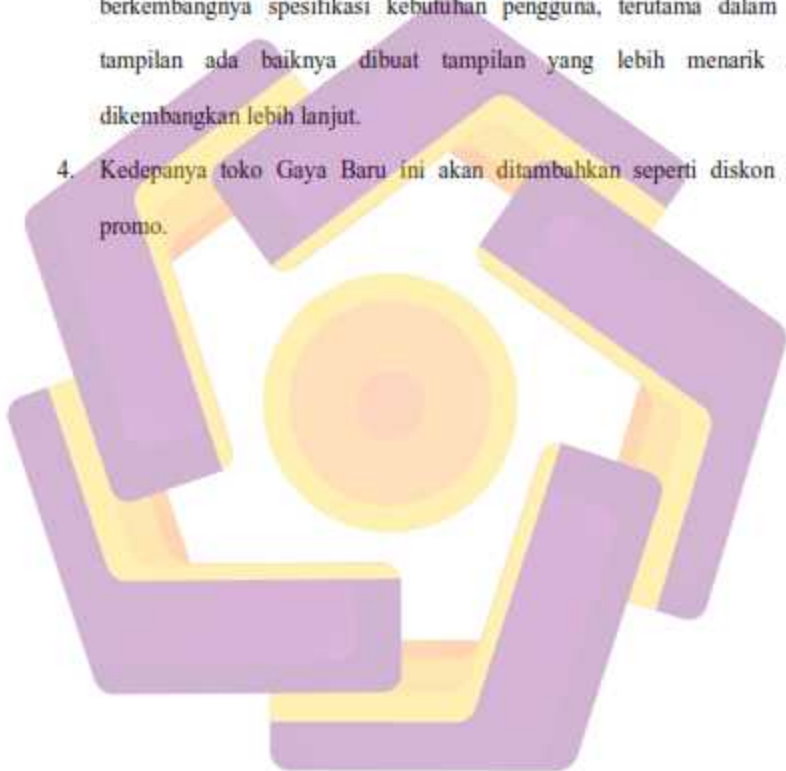 berkembangnya spesifikasi kebutuhan pengguna, terutama dalam
tampilan ada baiknya dibuat tampilan yang lebih menarik
dikembangkan lebih lanjut.
4. Kedepanya toko Gaya Baru ini akan ditambahkan seperti diskon
promo.